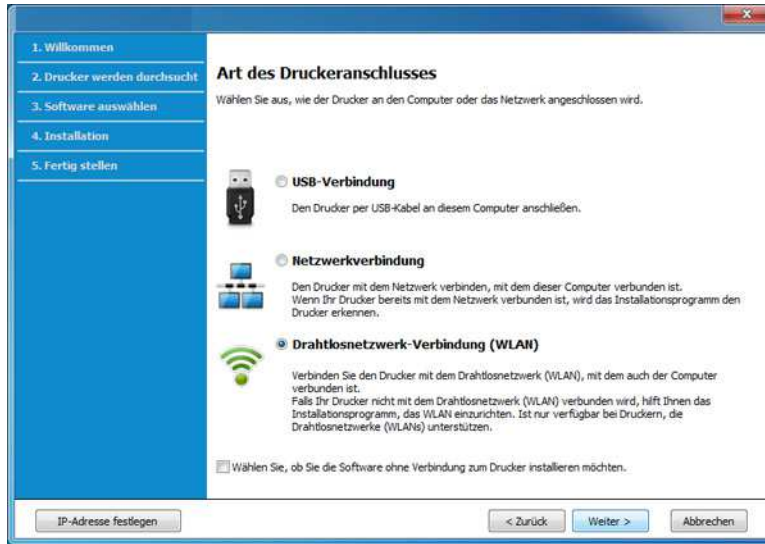 1. Willkommen
2. Drucker werden durchsucht
3. Software auswählen
4. Installation
5. Fertig stellen
Art des Druckeranschlusses
Wählen Sie aus, wie der Drucker an den Computer oder das Netzwerk angeschlossen wird.
USB-Verbindung
Den Drucker per USB-Kabel an diesem Computer anschließen.
Netzwerkverbindung
Den Drucker mit dem Netzwerk verbinden, mit dem dieser Computer verbunden ist.
Wenn Ihr Drucker bereits mit dem Netzwerk verbunden ist, wird das Installationsprogramm den
Drucker erkennen.
Drahtlosnetzwerk-Verbindung (WLAN)
Verbinden Sie den Drucker mit dem Drahtlosnetzwerk (WLAN), mit dem auch der Computer
verbunden ist.
Falls Ihr Drucker nicht mit dem Drahtlosnetzwerk (WLAN) verbunden wird, hilft Ihnen das
Installationsprogramm, das WLAN einzurichten. Ist nur verfügbar bei Druckern, die
Drahtlosnetzwerke (WLANs) unterstützen.
Wählen Sie, ob Sie die Software ohne Verbindung zum Drucker installieren möchten.
IP-Adresse festlegen
< Zurück
Weiter >
Abbrechen